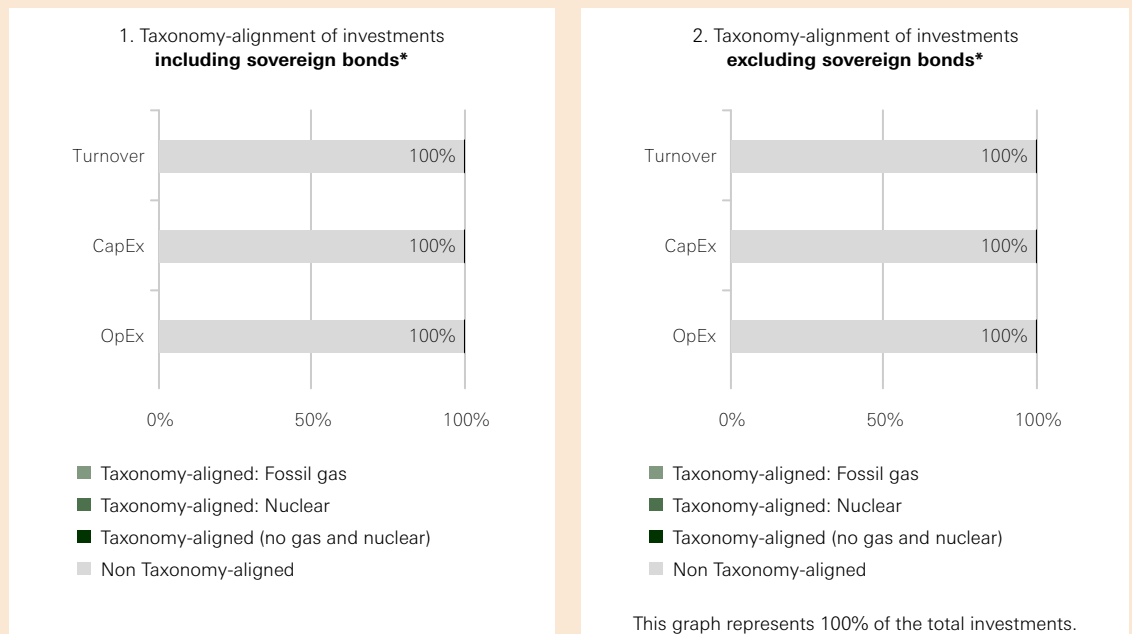 1. Taxonomy-alignment of investments
including sovereign bonds*
Turnover
100%
CapEx
100%
OpEx
100%
0%
50%
100%
Taxonomy-aligned: Fossil gas
Taxonomy-aligned: Nuclear
Taxonomy-aligned (no gas and nuclear)
Non Taxonomy-aligned
2. Taxonomy-alignment of investments
excluding sovereign bonds*
Turnover
100%
CapEx
100%
OpEx
100%
0%
50%
100%
Taxonomy-aligned: Fossil gas
Taxonomy-aligned: Nuclear
Taxonomy-aligned (no gas and nuclear)
Non Taxonomy-aligned
This graph represents 100% of the total investments.